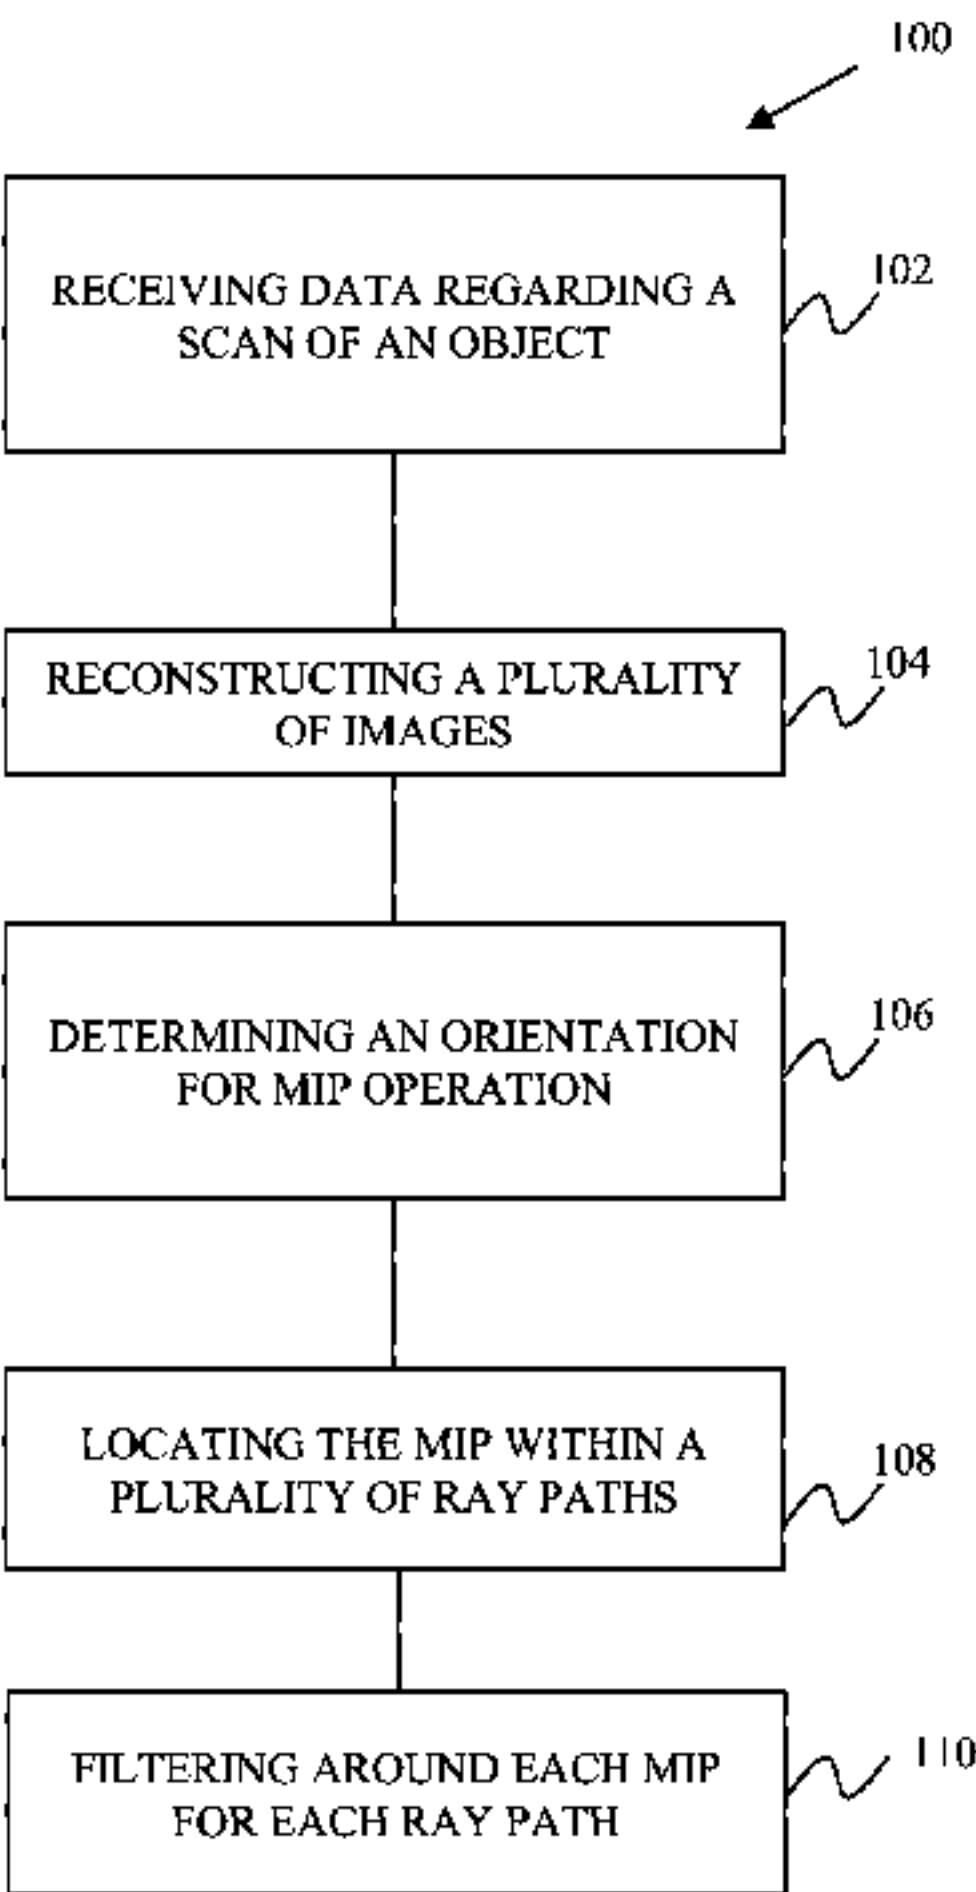 100
RECEIVING DATA REGARDING A
SCAN OF AN OBJECT
102
RECONSTRUCTING A PLURALITY
OF IMAGES
104
DETERMINING AN ORIENTATION
FOR MIP OPERATION
106
LOCATING THE MIP WITHIN A
PLURALITY OF RAY PATHS
108
FILTERING AROUND EACH MIP
FOR EACH RAY PATH
110